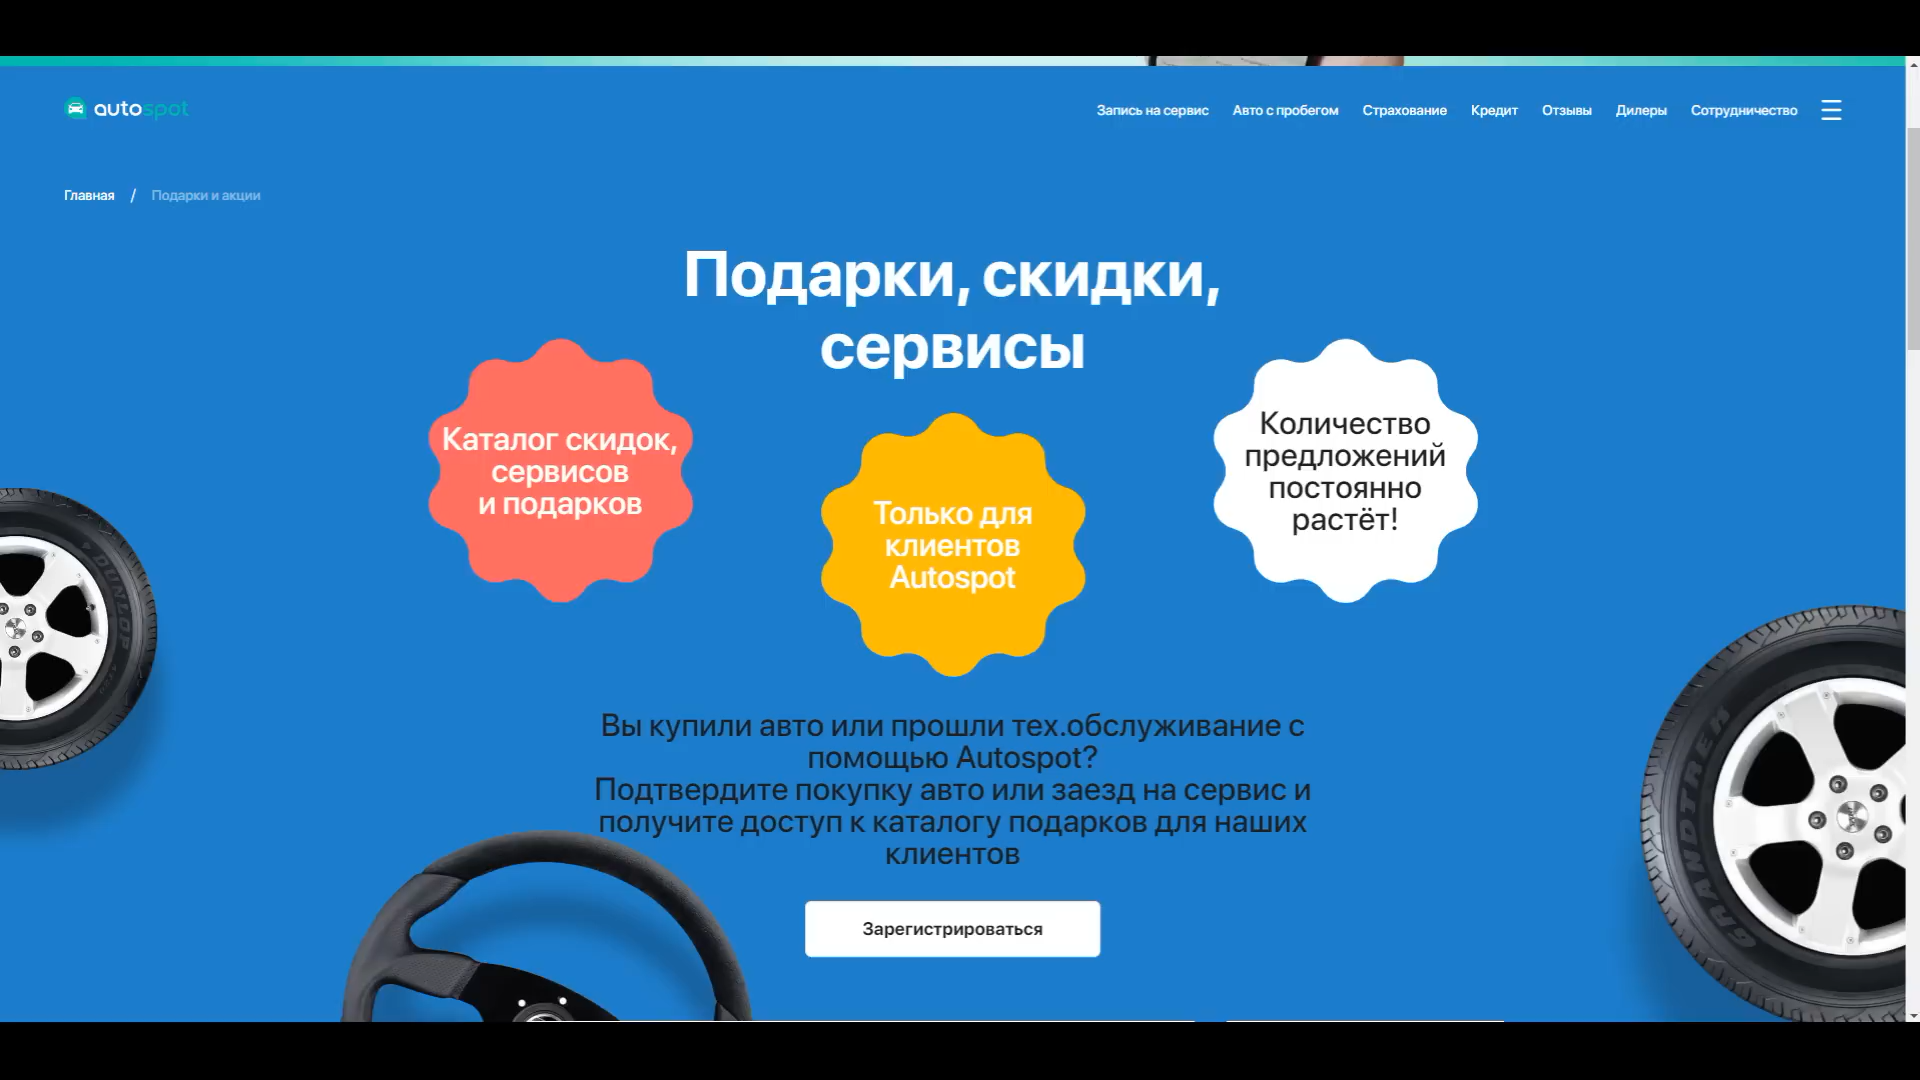 autospot
Запись на сервис
Авто с пробегом
Страхование
Кредит
Отзывы
Дилеры
Сотрудничество
Главная / Подарки и акции
Подарки, скидки,
сервисы
Каталог скидок,
сервисов
и подарков
Только для
клиентов
Autospot
Количество
предложений
постоянно
растёт!
DUNLOP
GRANDTREK
Вы купили авто или прошли тех.обслуживание с
помощью Autospot?
Подтвердите покупку авто или заезд на сервис и
получите доступ к каталогу подарков для наших
клиентов
Зарегистрироваться